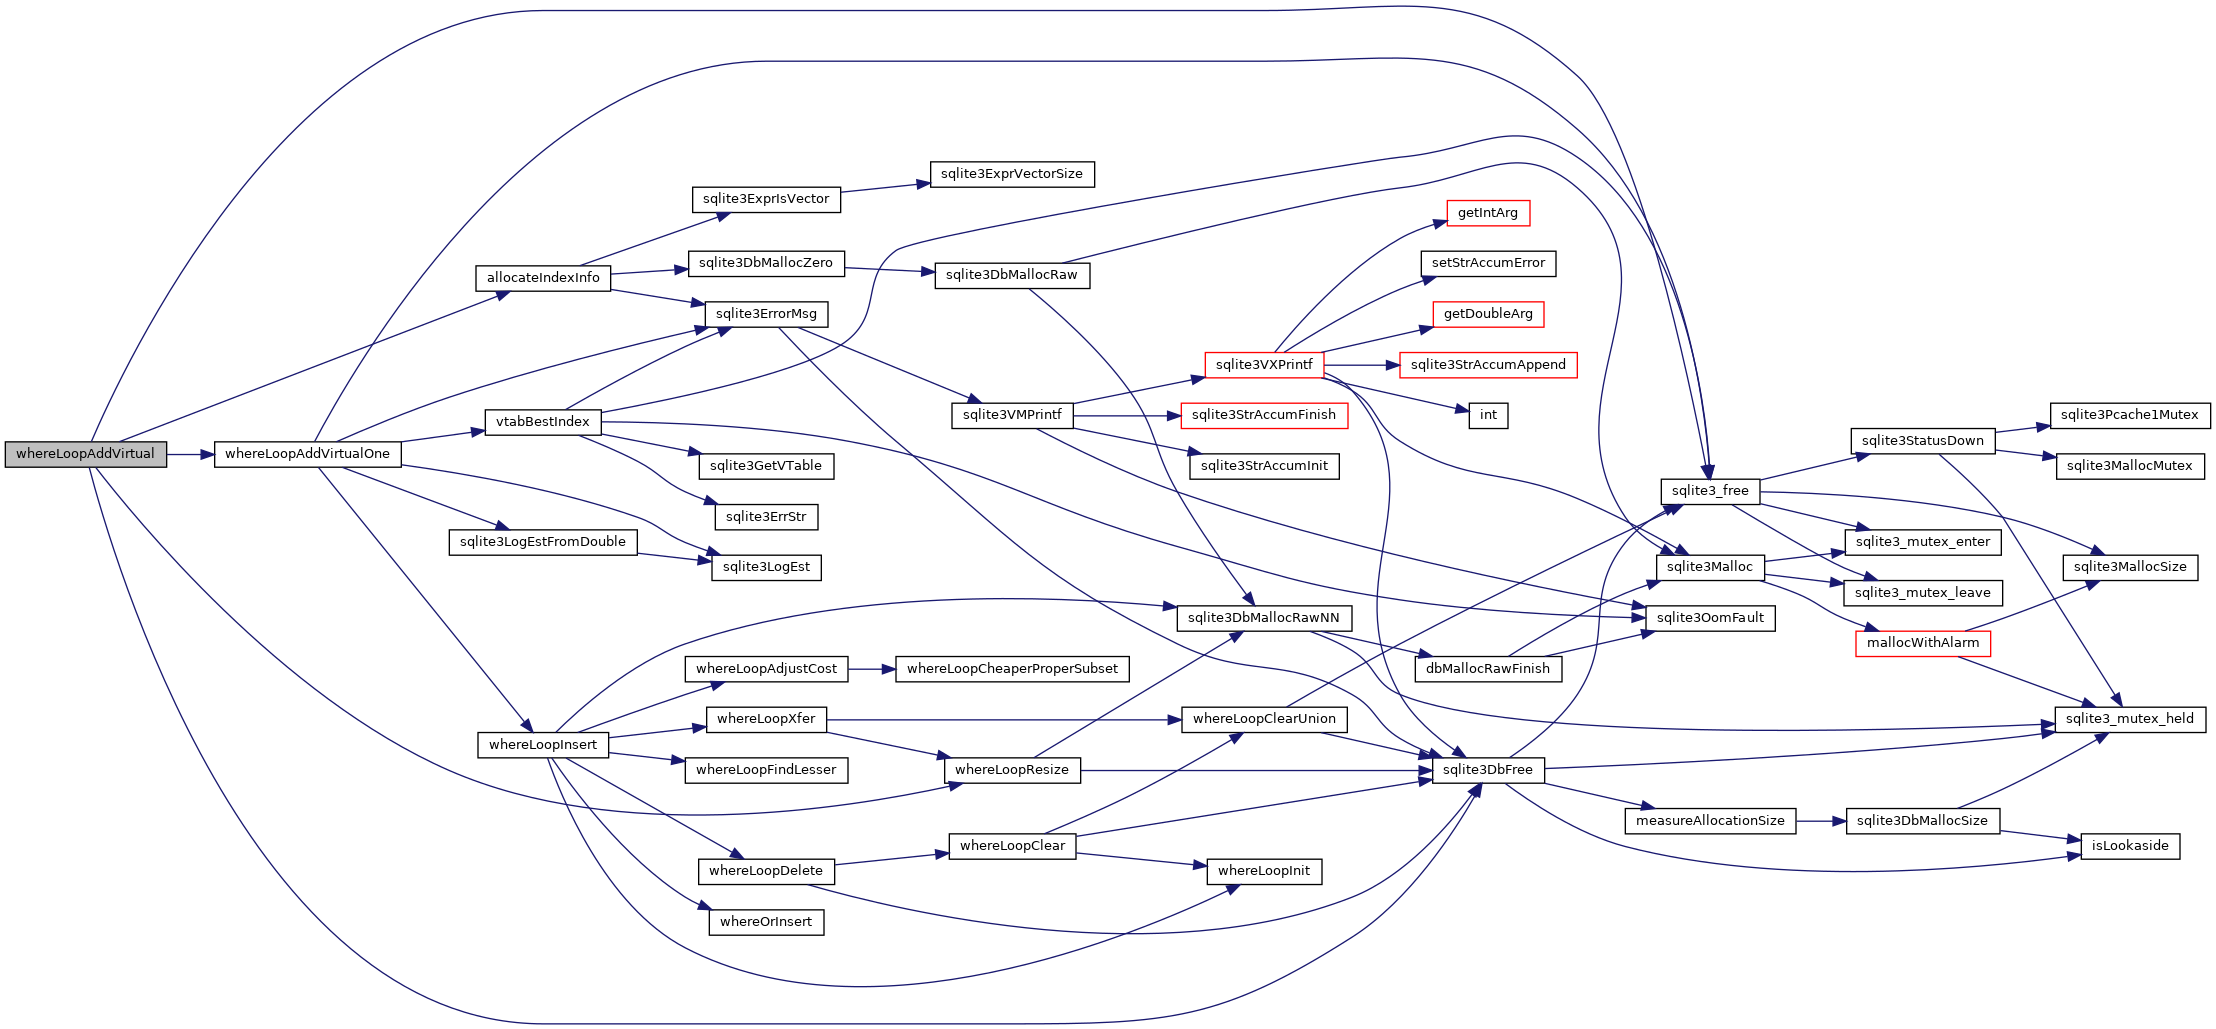 whereLoopAddVirtual
whereLoopAddVirtualOne
allocateIndexInfo
vtabBestIndex
sqlite3LogEstFromDouble
whereLoopInsert
sqlite3ExprIsVector
sqlite3DbMallocZero
sqlite3ErrorMsg
sqlite3GetVTable
sqlite3ErrStr
sqlite3LogEst
whereLoopAdjustCost
whereLoopXfer
whereLoopFindLesser
whereLoopDelete
whereOrInsert
sqlite3ExprVectorSize
sqlite3DbMallocRaw
sqlite3VMPrintf
whereLoopCheaperProperSubset
whereLoopResize
whereLoopClear
sqlite3VXPrintf
sqlite3StrAccumFinish
sqlite3StrAccumInit
sqlite3DbMallocRawNN
whereLoopClearUnion
whereLoopInit
getIntArg
setStrAccumError
getDoubleArg
sqlite3StrAccumAppend
int
dbMallocRawFinish
sqlite3DbFree
sqlite3_free
sqlite3Malloc
sqlite3OomFault
measureAllocationSize
sqlite3StatusDown
sqlite3_mutex_enter
sqlite3_mutex_leave
mallocWithAlarm
sqlite3DbMallocSize
sqlite3Pcache1Mutex
sqlite3MallocMutex
sqlite3MallocSize
sqlite3_mutex_held
isLookaside